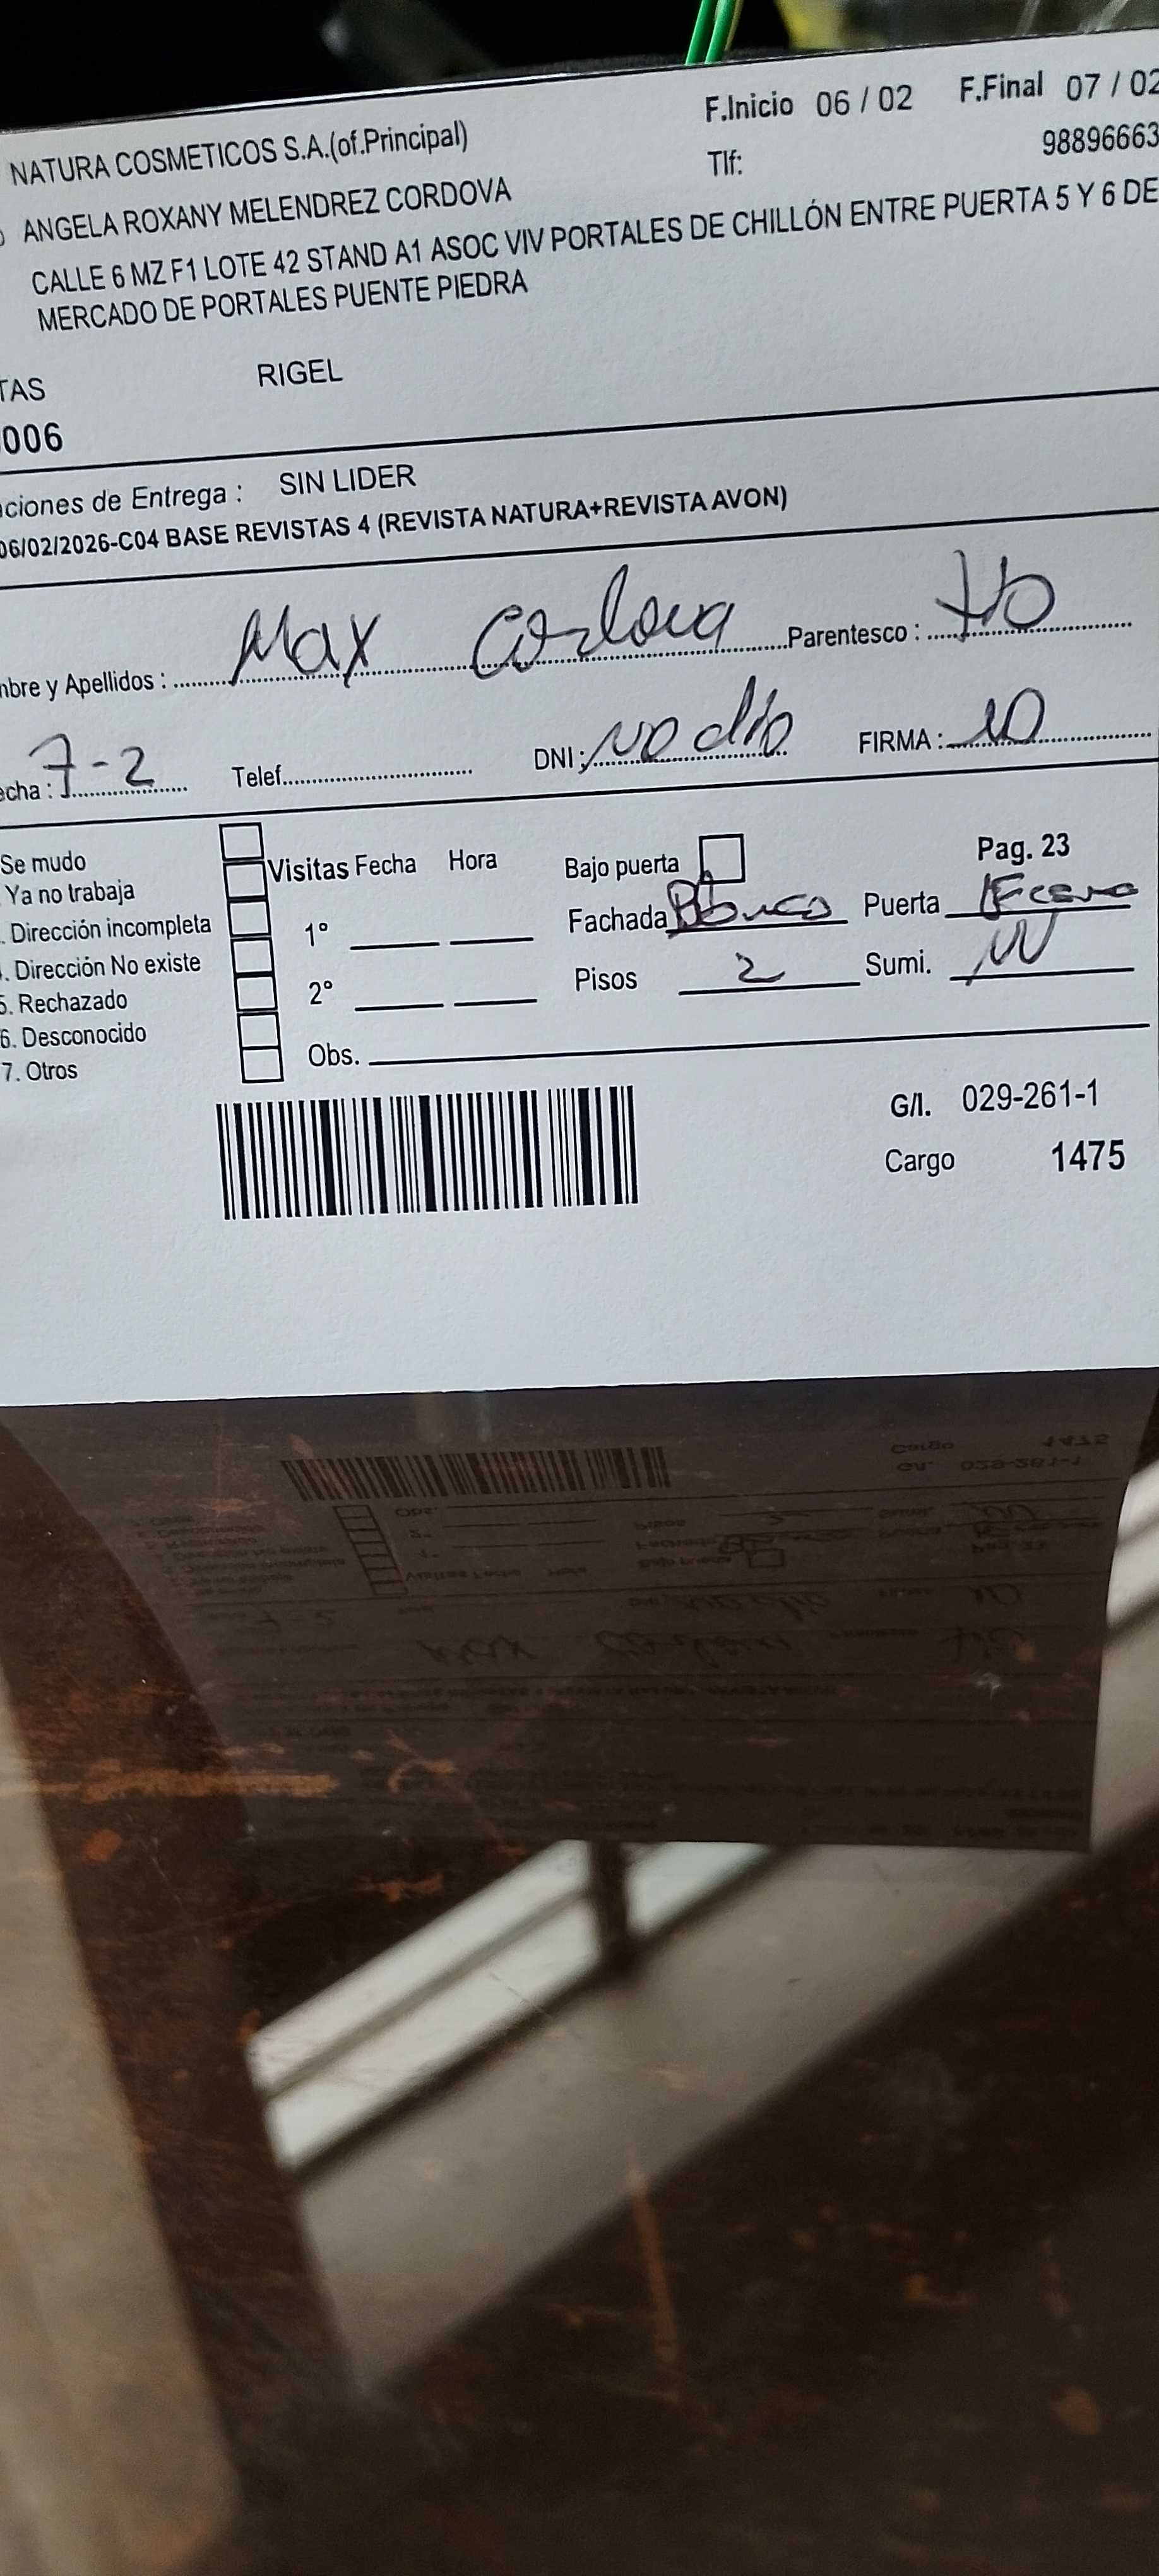 F.Inicio 06 / 02 F.Final 07 / 02
NATURA COSMETICOS S.A.(of.Principal) Tlf: 98896663
ANGELA ROXANY MELENDREZ CORDOVA
CALLE 6 MZ F1 LOTE 42 STAND A1 ASOC VIV PORTALES DE CHILLÓN ENTRE PUERTA 5 Y 6 DE
MERCADO DE PORTALES PUENTE PIEDRA
TAS RIGEL
006
ciones de Entrega : SIN LIDER
06/02/2026-C04 BASE REVISTAS 4 (REVISTA NATURA+REVISTA AVON)
mbre y Apellidos : Max Cordova Parentesco :
echa : 7-2 Telef. DNI : No dio FIRMA :
Se mudo
Ya no trabaja
. Dirección incompleta
. Dirección No existe
5. Rechazado
6. Desconocido
7. Otros
Visitas Fecha Hora
1°
2°
Obs.
Bajo puerta Pag. 23
Fachada Blanco Puerta
Pisos 2 Sumi.
G/I. 029-261-1
Cargo 1475